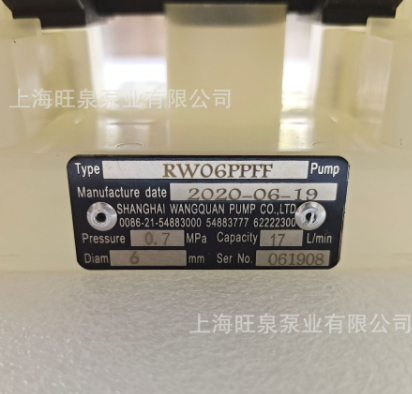 上海旺泉泵业有限公司
Type RW06PPFF Pump
Manufacture date 2020-06-19
SHANGHAI WANGQUAN PUMP CO.,LTD
0086-21-54883000 54883777 62222300
Pressure 0.7 MPa Capacity 17 L/min
Diam 6 mm Ser No. 061908
上海旺泉泵业有限公司